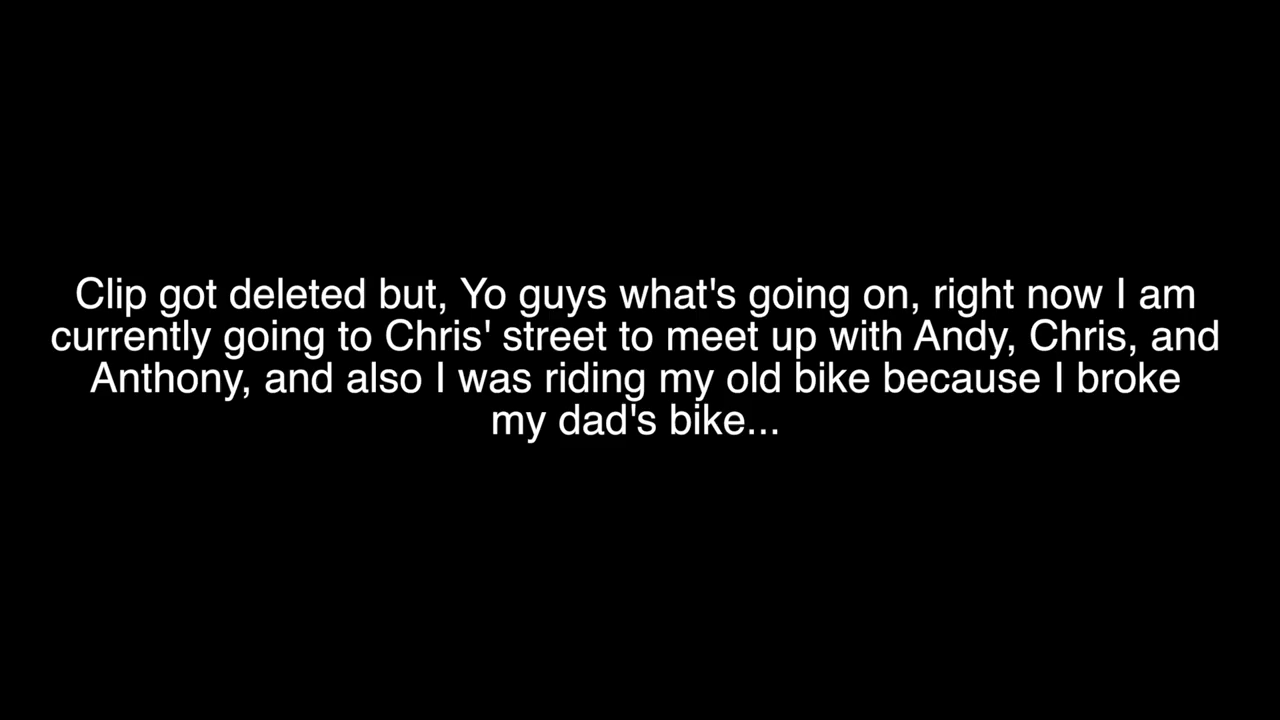 Clip got deleted but, Yo guys what's going on, right now I am
currently going to Chris' street to meet up with Andy, Chris, and
Anthony, and also I was riding my old bike because I broke
my dad's bike...